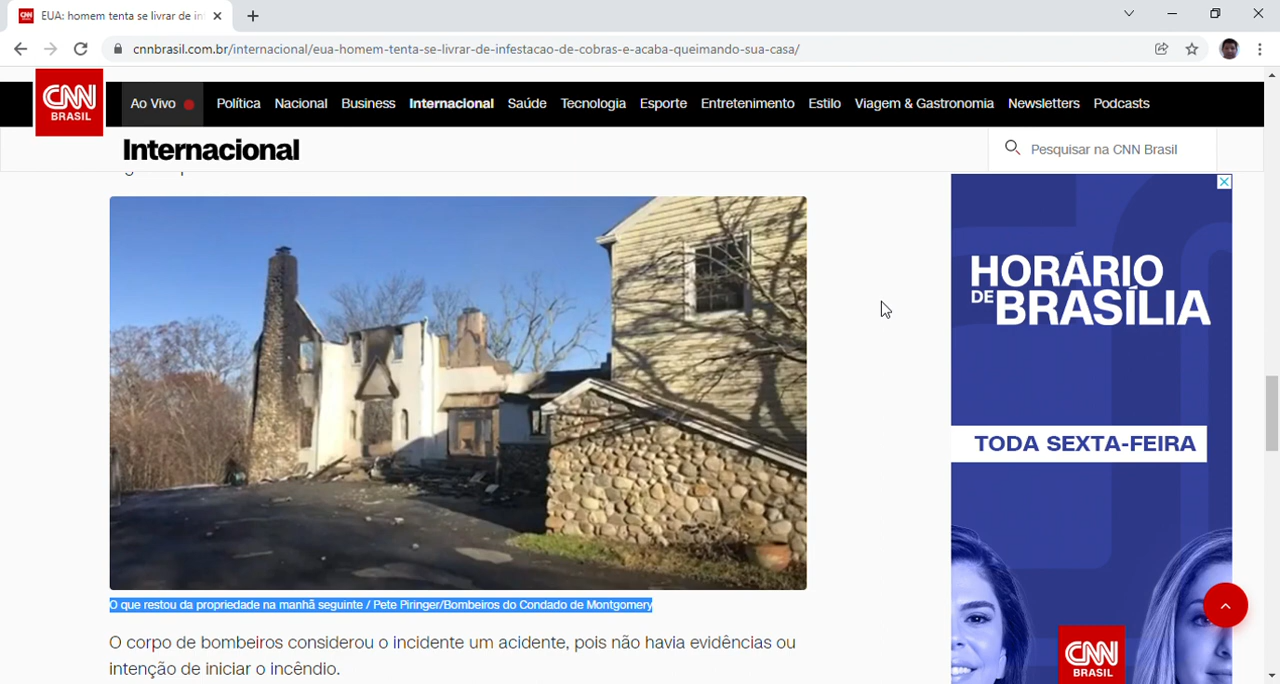 EUA: homem tenta se livrar de in
cnnbrasil.com.br/internacional/eua-homem-tenta-se-livrar-de-infestacao-de-cobras-e-acaba-queimando-sua-casa/
CNN BRASIL
Ao Vivo Política Nacional Business Internacional Saúde Tecnologia Esporte Entretenimento Estilo Viagem & Gastronomia Newsletters Podcasts
Internacional
Pesquisar na CNN Brasil
HORÁRIO
DE BRASÍLIA
TODA SEXTA-FEIRA
CNN
BRASIL
O que restou da propriedade na manhã seguinte / Pete Piringer/Bombeiros do Condado de Montgomery
O corpo de bombeiros considerou o incidente um acidente, pois não havia evidências ou
intenção de iniciar o incêndio.